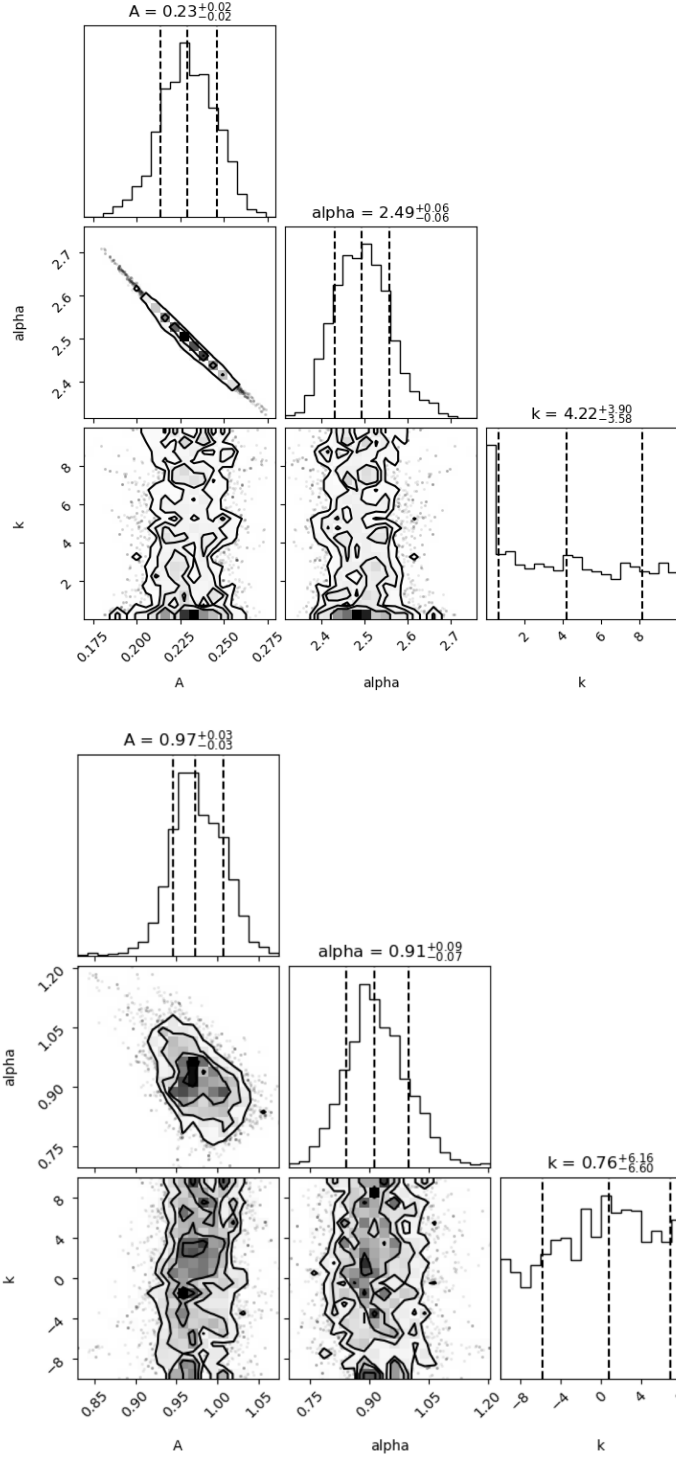 A = 0.23+0.02−0.02
alpha = 2.49+0.06−0.06
2.7
2.6
2.5
2.4
alpha
k = 4.22+3.90−3.58
8
6
4
2
k
0.175 0.200 0.225 0.250 0.275
2.4 2.5 2.6 2.7
2 4 6 8
A alpha k
A = 0.97+0.03−0.03
alpha = 0.91+0.09−0.07
1.20
1.05
0.90
0.75
alpha
k = 0.76+6.16−6.60
8
4
0
−4
−8
k
0.85 0.90 0.95 1.00 1.05
0.75 0.90 1.05 1.20
−8 −4 0 4
A alpha k